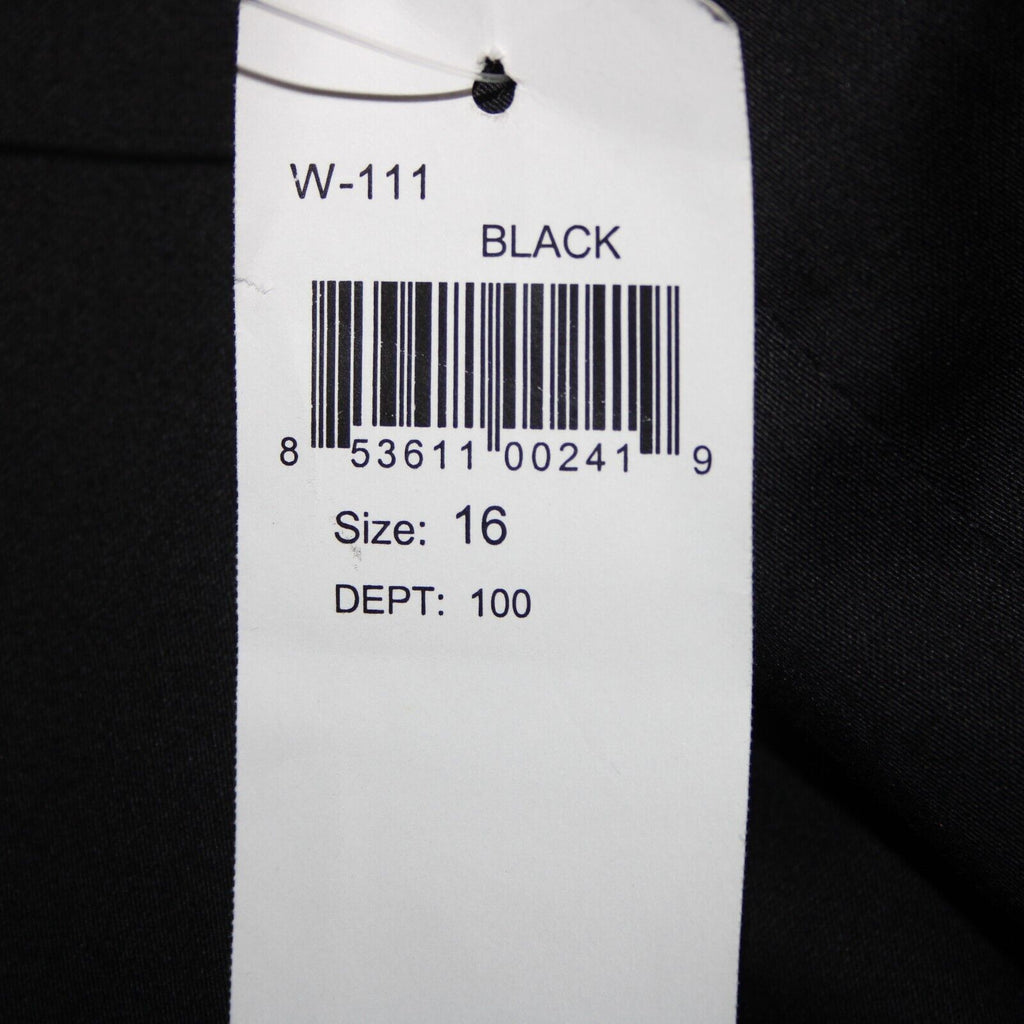 W-111
BLACK
8 53611 00241 9
Size: 16
DEPT: 100